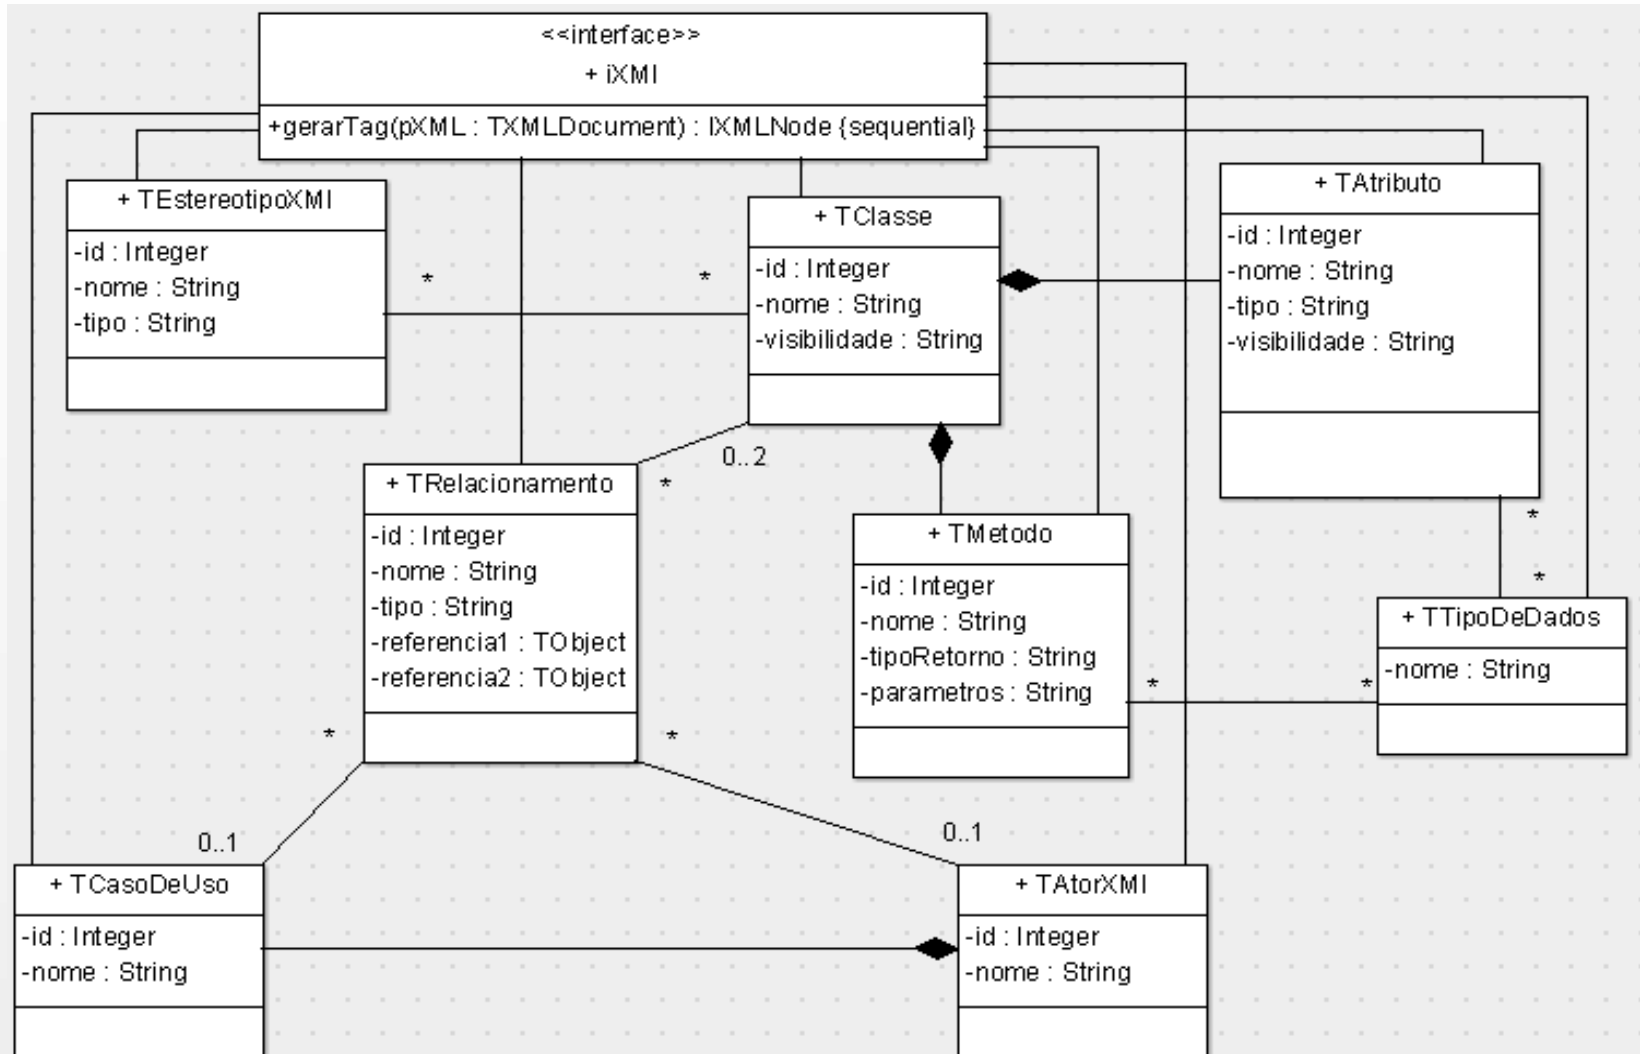 <<interface>>
+ iXMI
+gerarTag(pXML : TXMLDocument) : IXMLNode {sequential}
+ TEstereotipoXMI
-id : Integer
-nome : String
-tipo : String
*
*
+ TClasse
-id : Integer
-nome : String
-visibilidade : String
+ TAtributo
-id : Integer
-nome : String
-tipo : String
-visibilidade : String
0..2
*
+ TRelacionamento
-id : Integer
-nome : String
-tipo : String
-referencia1 : TObject
-referencia2 : TObject
+ TMetodo
-id : Integer
-nome : String
-tipoRetorno : String
-parametros : String
*
*
+ TTipoDeDados
-nome : String
*
*
*
*
0..1
0..1
+ TCasoDeUso
-id : Integer
-nome : String
+ TAtorXMI
-id : Integer
-nome : String